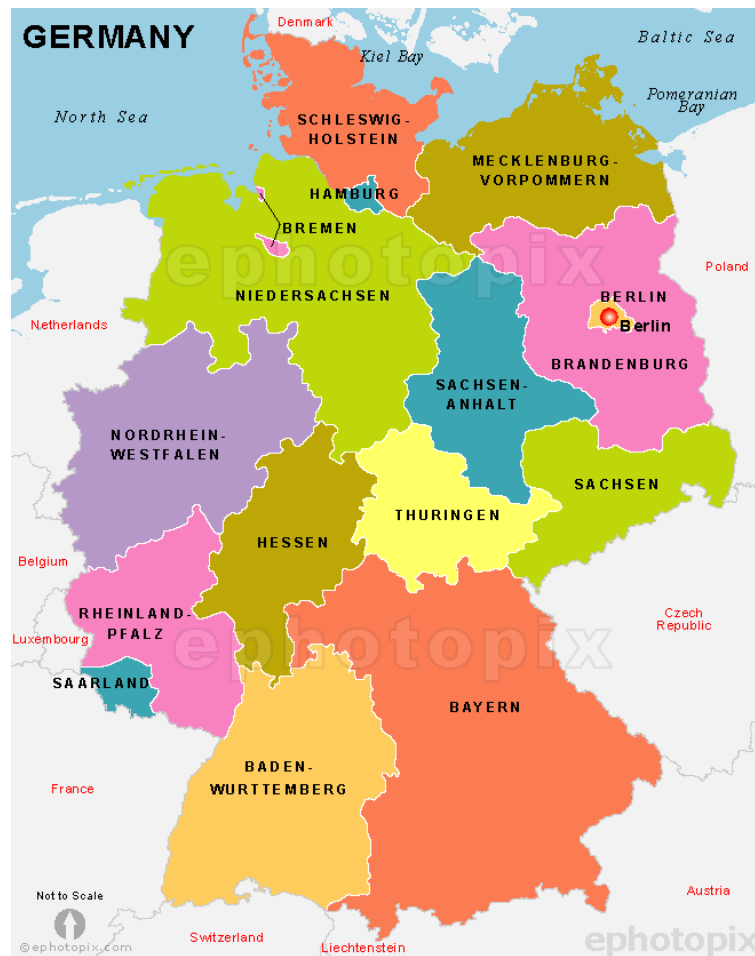 Denmark
GERMANY
Baltic Sea
Kiel Bay
Pomeranian
Bay
North Sea
SCHLESWIG-
HOLSTEIN
MECKLENBURG-
VORPOMMERN
HAMBURG
BREMEN
ephotopix
Poland
NIEDERSACHSEN
BERLIN
Netherlands
Berlin
BRANDENBURG
SACHSEN-
ANHALT
NORDRHEIN-
WESTFALEN
SACHSEN
THURINGEN
HESSEN
Belgium
RHEINLAND-
PFALZ
Czech
Republic
Luxembourg
ephotopix
SAARLAND
BAYERN
BADEN-
WURTTEMBERG
France
Not to Scale
Austria
Switzerland
Liechtenstein
©ephotopix.com
ephotopix